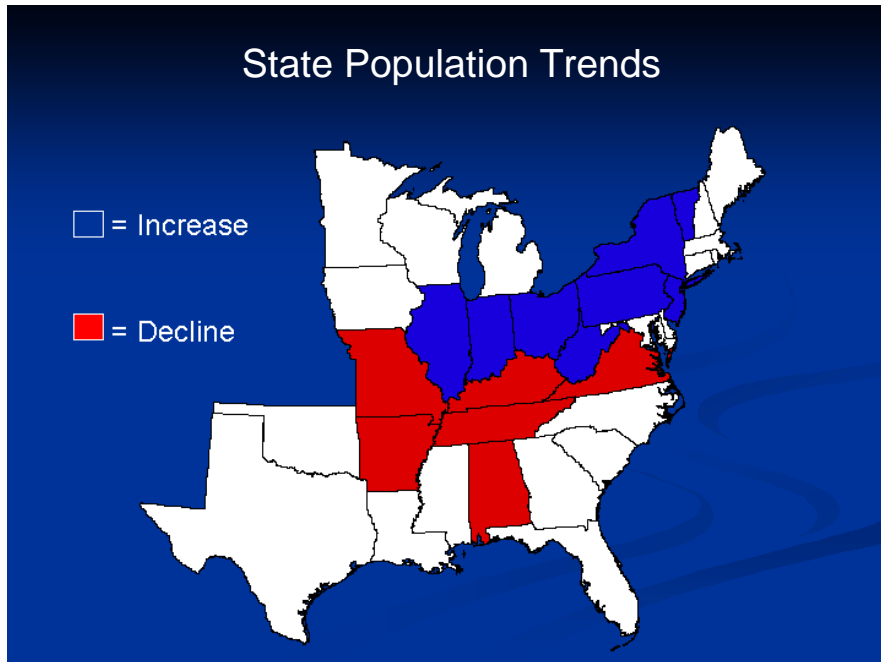 State Population Trends
= Increase
= Decline